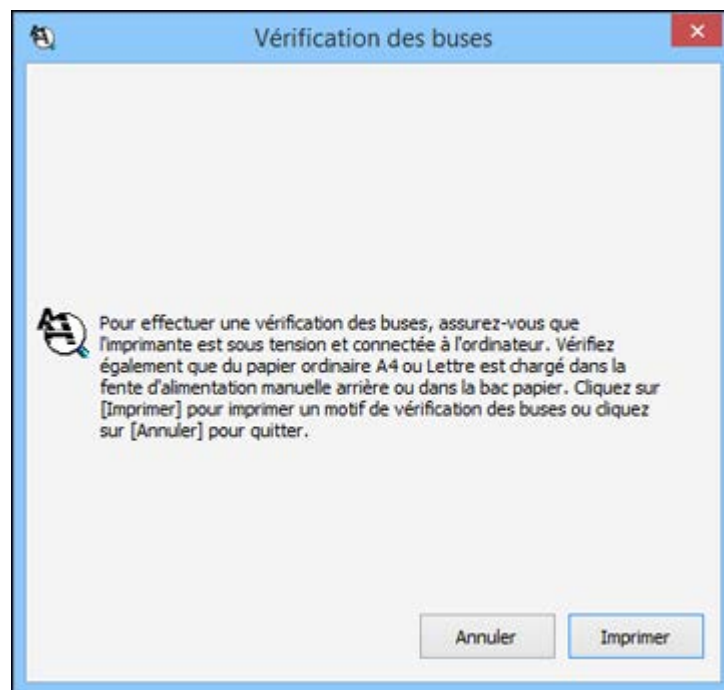 Vérification des buses
Pour effectuer une vérification des buses, assurez-vous que
l'imprimante est sous tension et connectée à l'ordinateur. Vérifiez
également que du papier ordinaire A4 ou Lettre est chargé dans la
fente d'alimentation manuelle arrière ou dans la bac papier. Cliquez sur
[Imprimer] pour imprimer un motif de vérification des buses ou cliquez
sur [Annuler] pour quitter.
Annuler
Imprimer